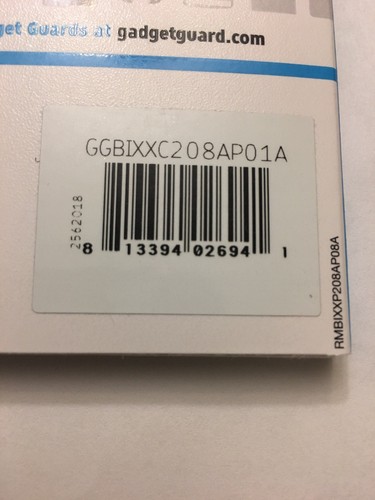 get Guards at gadgetguard.com
GGBIXXC208AP01A
2562018
8 13394 02694 1
RMBIXXP208AP08A